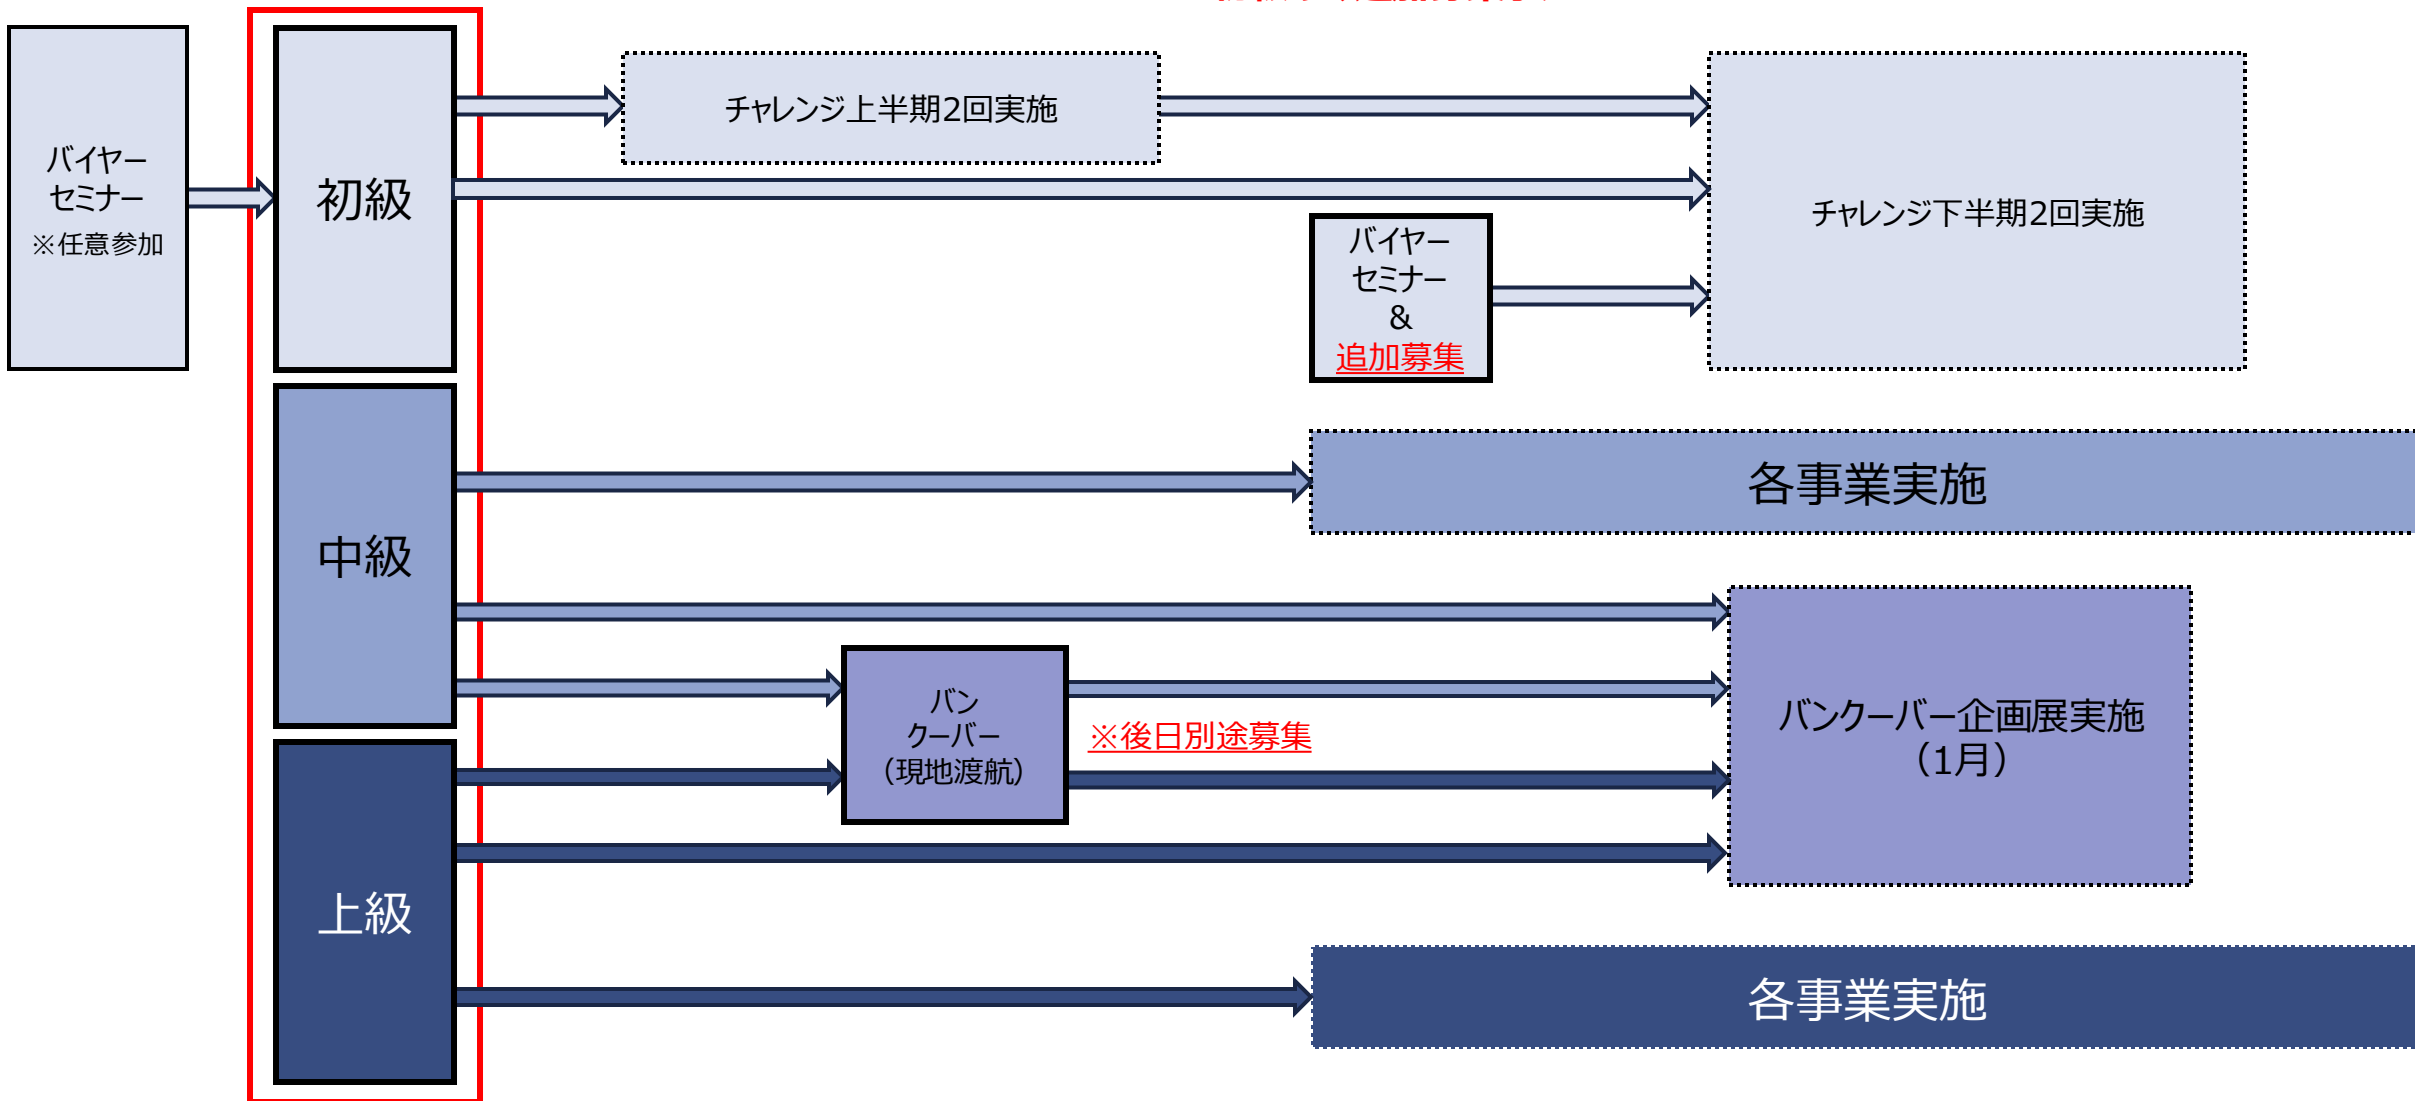 バイヤー
セミナー
※任意参加
初級
チャレンジ上半期2回実施
チャレンジ下半期2回実施
バイヤー
セミナー
&
追加募集
中級
各事業実施
バン
クーバー
（現地渡航）
※後日別途募集
バンクーバー企画展実施
（1月）
上級
各事業実施